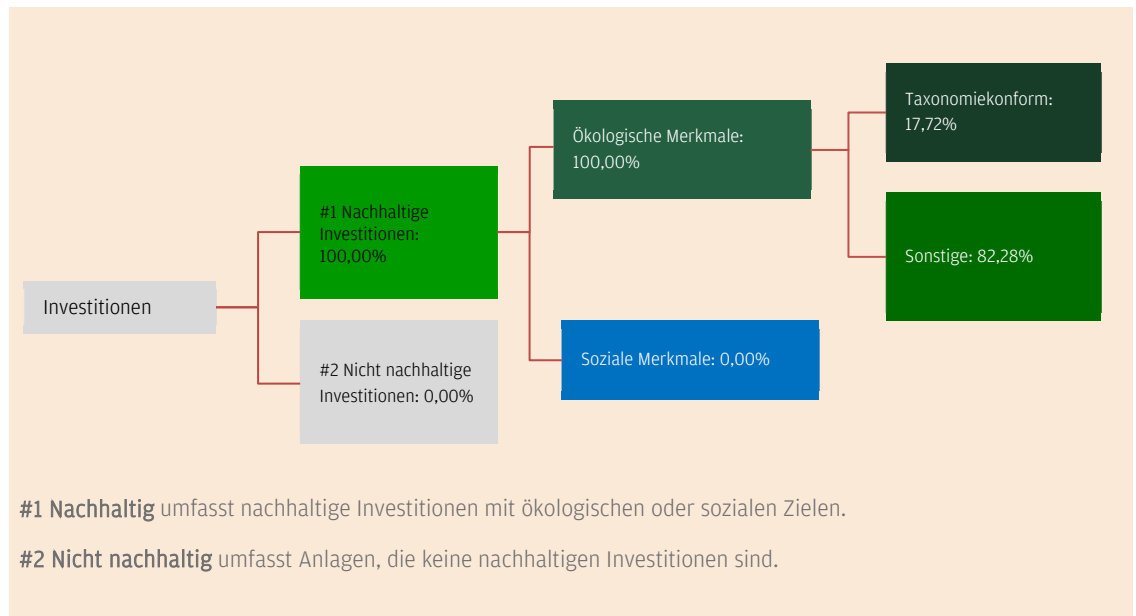 Investitionen
#1 Nachhaltige
Investitionen:
100,00%
#2 Nicht nachhaltige
Investitionen: 0,00%
Ökologische Merkmale:
100,00%
Soziale Merkmale: 0,00%
Taxonomiekonform:
17,72%
Sonstige: 82,28%
#1 Nachhaltig umfasst nachhaltige Investitionen mit ökologischen oder sozialen Zielen.
#2 Nicht nachhaltig umfasst Anlagen, die keine nachhaltigen Investitionen sind.